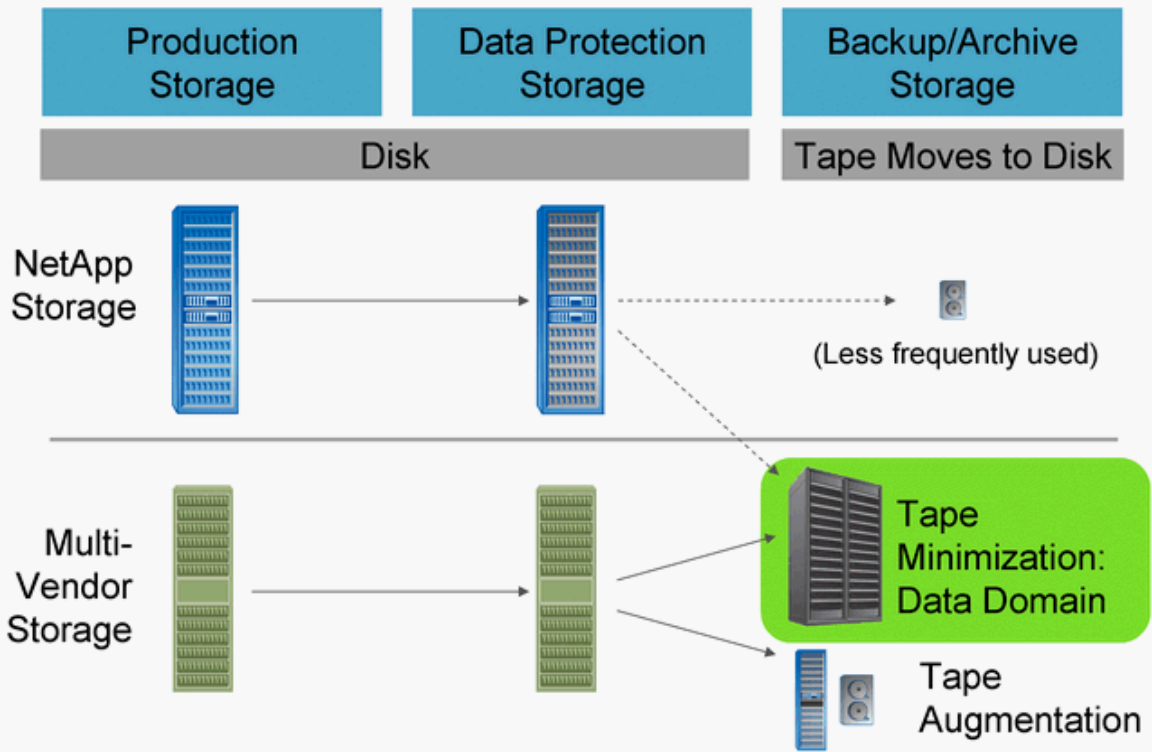 Production
Storage
Data Protection
Storage
Backup/Archive
Storage
Disk
Tape Moves to Disk
NetApp
Storage
(Less frequently used)
Multi-
Vendor
Storage
Tape
Minimization:
Data Domain
Tape
Augmentation